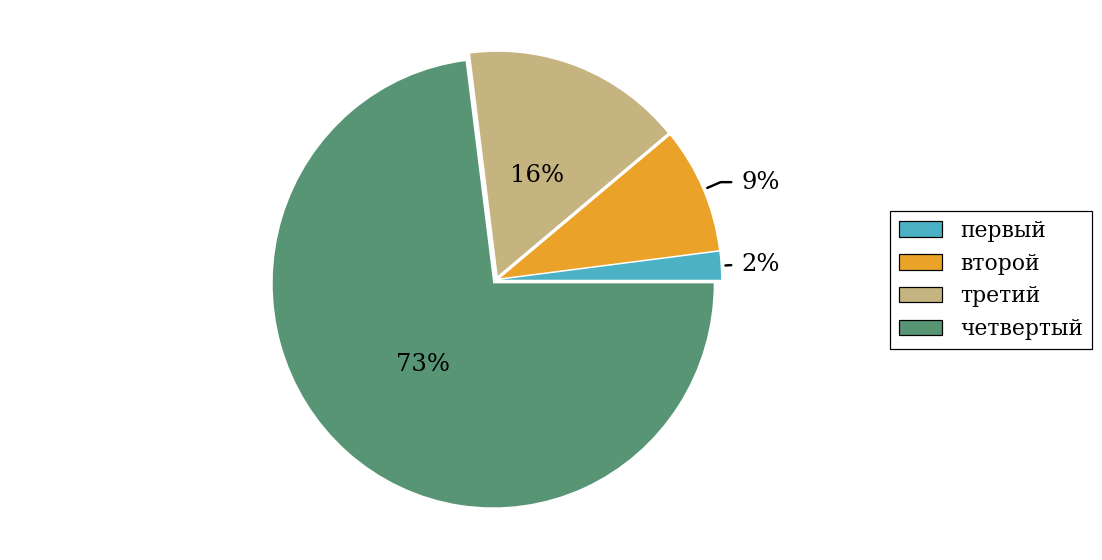 16%
9%
2%
73%
первый
второй
третий
четвертый